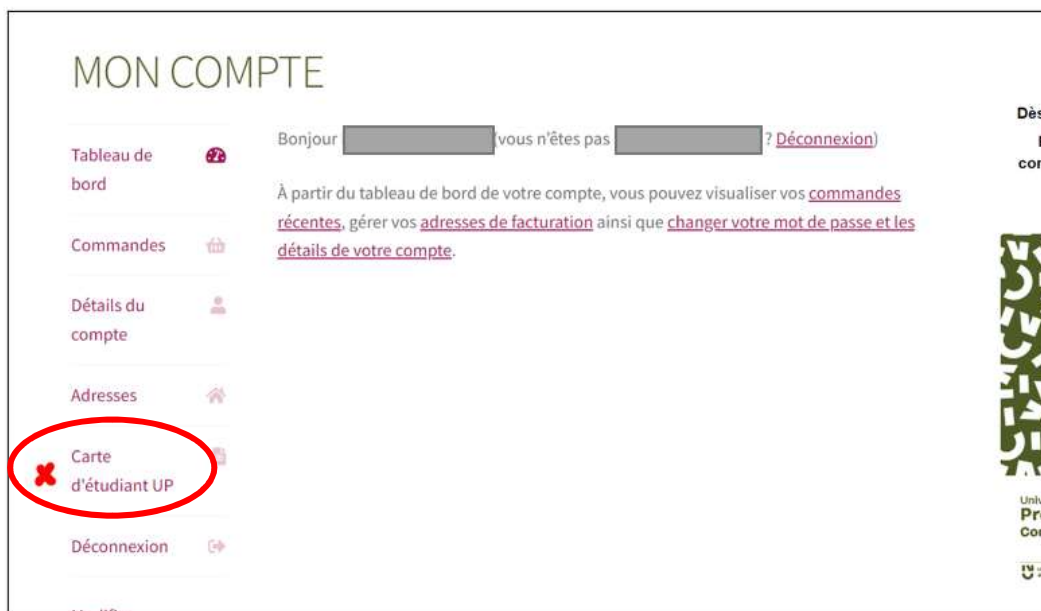 MON COMPTE
Tableau de
bord
Commandes
Détails du
compte
Adresses
Carte
d'étudiant UP
Déconnexion
Bonjour (vous n'êtes pas ? Déconnexion)
À partir du tableau de bord de votre compte, vous pouvez visualiser vos commandes
récentes, gérer vos adresses de facturation ainsi que changer votre mot de passe et les
détails de votre compte.
Dès